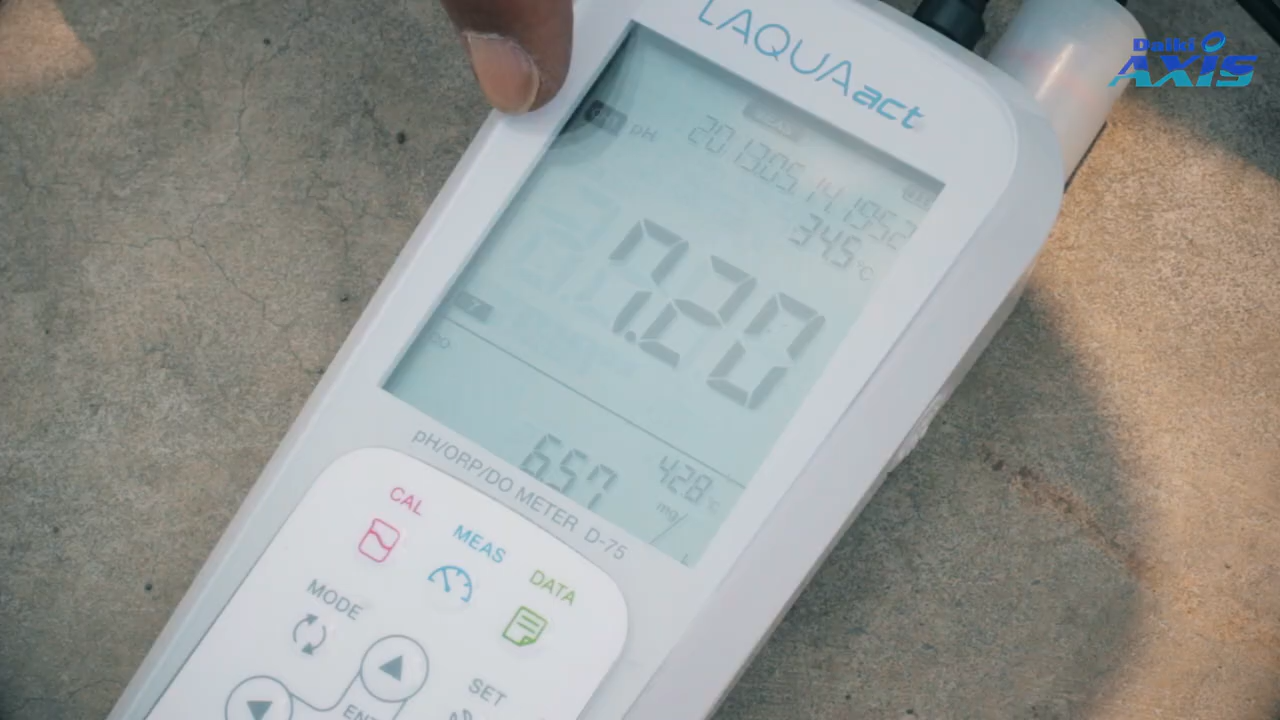 LAQUAact
Daiki
AXIS
pH
2013.05.14 19:52
34.5 °C
7.20
6.57
42.8 °C
mg/L
pH/ORP/DO METER D-75
CAL
MEAS
DATA
MODE
SET